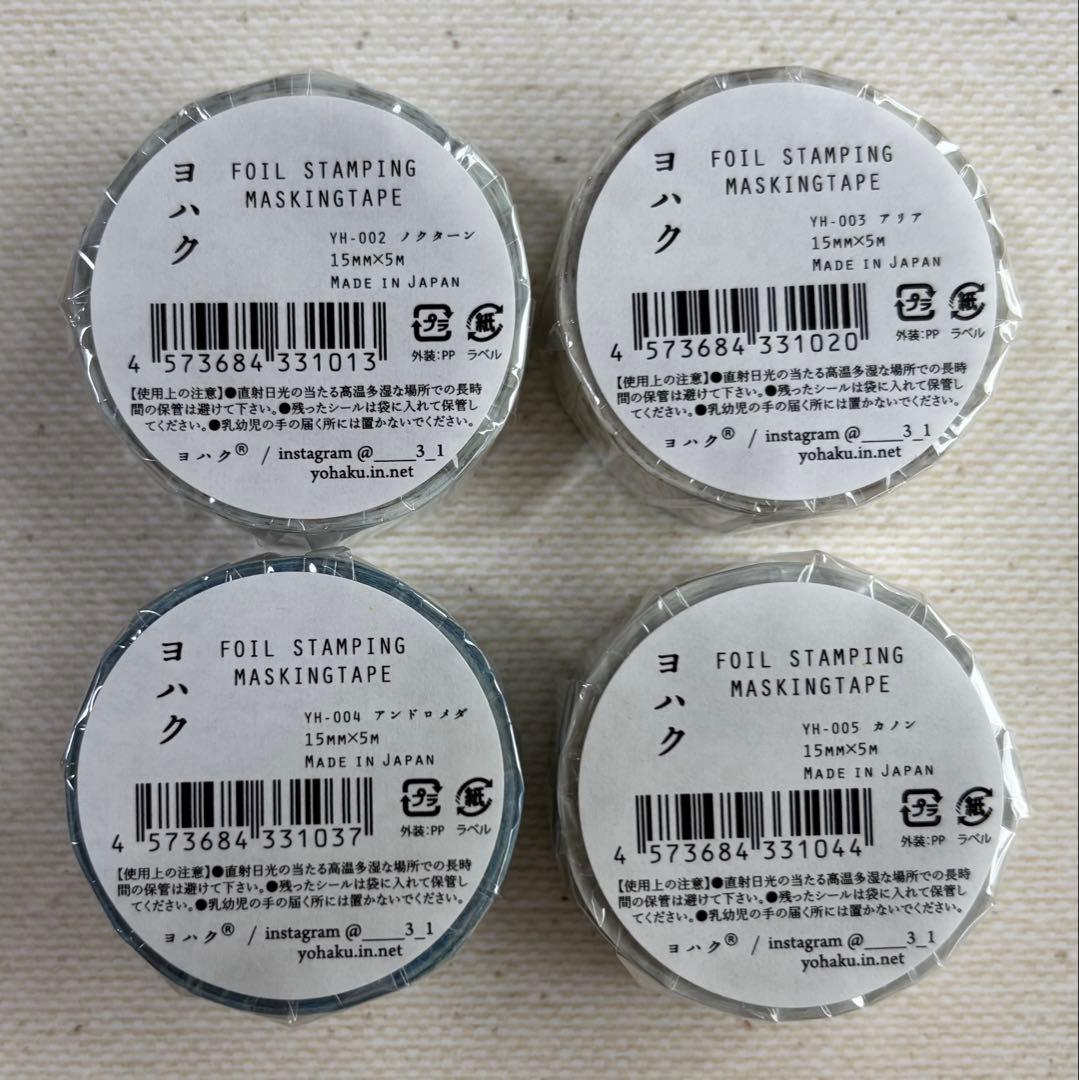 ヨハク
FOIL STAMPING
MASKINGTAPE
YH-002 ノクターン
15MM×5M
MADE IN JAPAN
4 573684 331013
プラ
外装:PP
紙
ラベル
【使用上の注意】●直射日光の当たる高温多湿な場所での長時
間の保管は避けて下さい。●残ったシールは袋に入れて保管し
てください。●乳幼児の手の届く所には置かないでください。
ヨハク® / instagram @____3_1
yohaku.in.net
ヨハク
FOIL STAMPING
MASKINGTAPE
YH-003 アリア
15MM×5M
MADE IN JAPAN
4 573684 331020
プラ
外装:PP
紙
ラベル
【使用上の注意】●直射日光の当たる高温多湿な場所での長時
間の保管は避けて下さい。●残ったシールは袋に入れて保管し
てください。●乳幼児の手の届く所には置かないでください。
ヨハク® / instagram @____3_1
yohaku.in.net
ヨハク
FOIL STAMPING
MASKINGTAPE
YH-004 アンドロメダ
15MM×5M
MADE IN JAPAN
4 573684 331037
プラ
外装:PP
紙
ラベル
【使用上の注意】●直射日光の当たる高温多湿な場所での長時
間の保管は避けて下さい。●残ったシールは袋に入れて保管し
てください。●乳幼児の手の届く所には置かないでください。
ヨハク® / instagram @____3_1
yohaku.in.net
ヨハク
FOIL STAMPING
MASKINGTAPE
YH-005 カノン
15MM×5M
MADE IN JAPAN
4 573684 331044
プラ
外装:PP
紙
ラベル
【使用上の注意】●直射日光の当たる高温多湿な場所での長時
間の保管は避けて下さい。●残ったシールは袋に入れて保管し
てください。●乳幼児の手の届く所には置かないでください。
ヨハク® / instagram @____3_1
yohaku.in.net